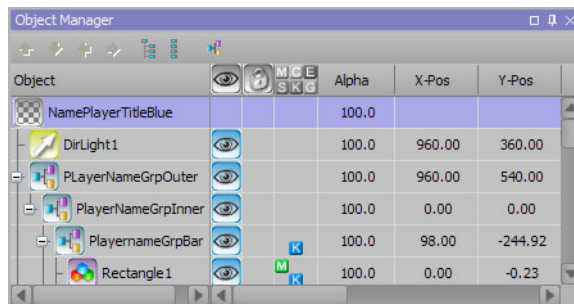 Object Manager
Object M C E Alpha X-Pos Y-Pos
S K G
NamePlayerTitleBlue 100.0
DirLight1 100.0 960.00 360.00
PLayerNameGrpOuter 100.0 960.00 540.00
PlayerNameGrpInner 100.0 0.00 0.00
PlayernameGrpBar K 100.0 98.00 -244.92
Rectangle1 M K 100.0 0.00 -0.23